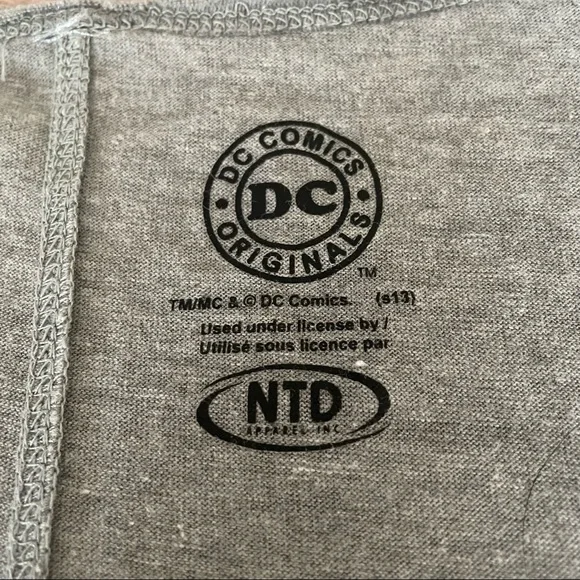 DC COMICS
DC
ORIGINALS
TM
TM/MC & © DC Comics. (s13)
Used under license by /
Utilisé sous licence par
NTD
APPAREL INC